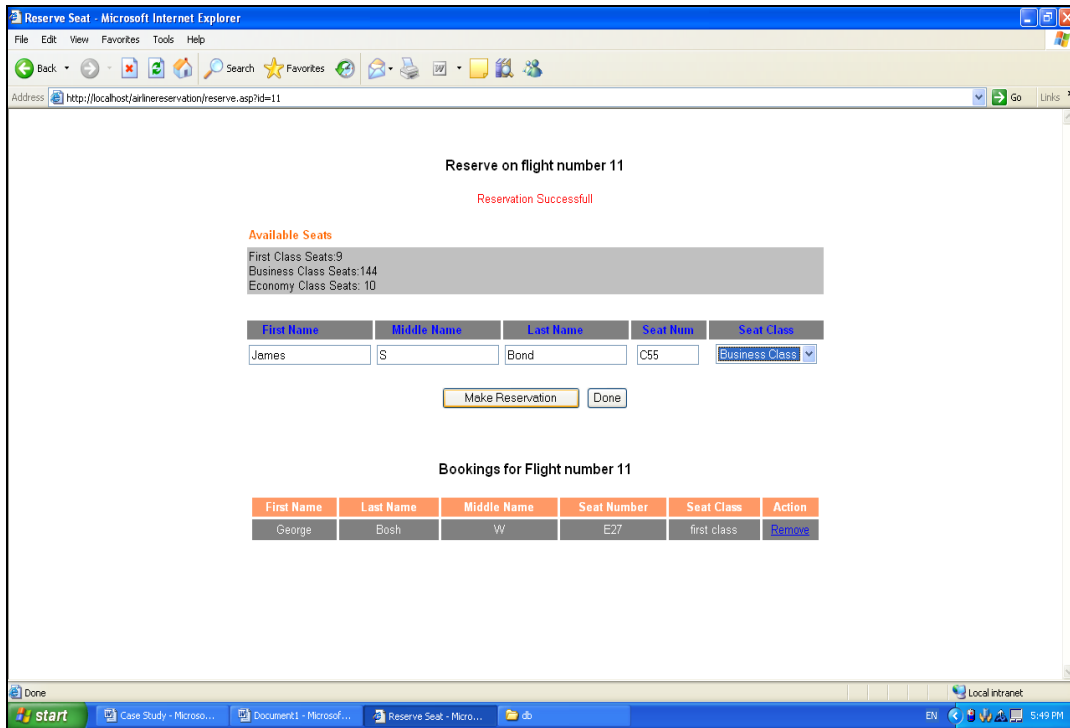 Reserve Seat - Microsoft Internet Explorer
File Edit View Favorites Tools Help
Back Search Favorites
Address http://localhost/airlinereservation/reserve.asp?id=11 Go Links
Reserve on flight number 11
Reservation Successfull
Available Seats
First Class Seats:9
Business Class Seats:144
Economy Class Seats: 10
First Name Middle Name Last Name Seat Num Seat Class
James S Bond C55 Business Class
Make Reservation Done
Bookings for Flight number 11
First Name Last Name Middle Name Seat Number Seat Class Action
George Bosh W E27 first class Remove
Done Local intranet
start Case Study - Microso... Document1 - Microsof... Reserve Seat - Micro... db EN 5:49 PM